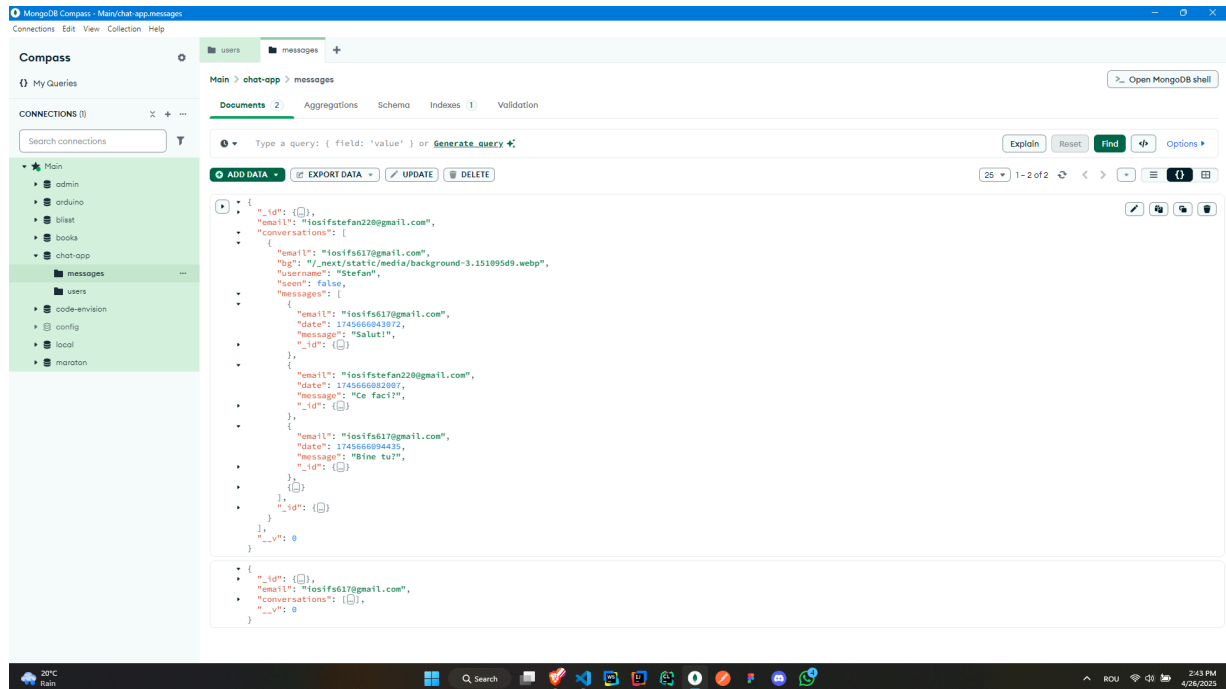 MongoDB Compass - Main/chat-app.messages
Connections Edit View Collection Help
Compass
{} My Queries
CONNECTIONS (1)
Search connections
Main
admin
arduino
blisst
books
chat-app
messages
users
code-envision
config
local
maraton
users
messages
Main > chat-app > messages
>_ Open MongoDB shell
Documents 2 Aggregations Schema Indexes 1 Validation
Type a query: { field: 'value' } or Generate query
Explain Reset Find </> Options
ADD DATA EXPORT DATA UPDATE DELETE
25 1 - 2 of 2 {}
{
"_id": {…},
"email": "iosifstefan220@gmail.com",
"conversations": [
{
"email": "iosifs617@gmail.com",
"bg": "/_next/static/media/background-3.151095d9.webp",
"username": "Stefan",
"seen": false,
"messages": [
{
"email": "iosifs617@gmail.com",
"date": 1745666043072,
"message": "Salut!",
"_id": {…}
},
{
"email": "iosifstefan220@gmail.com",
"date": 1745666082007,
"message": "Ce faci?",
"_id": {…}
},
{
"email": "iosifs617@gmail.com",
"date": 1745666094435,
"message": "Bine tu?",
"_id": {…}
},
{…}
],
"_id": {…}
}
],
"__v": 0
}
{
"_id": {…},
"email": "iosifs617@gmail.com",
"conversations": […],
"__v": 0
}
20°C
Rain
Search
ROU
2:43 PM
4/26/2025